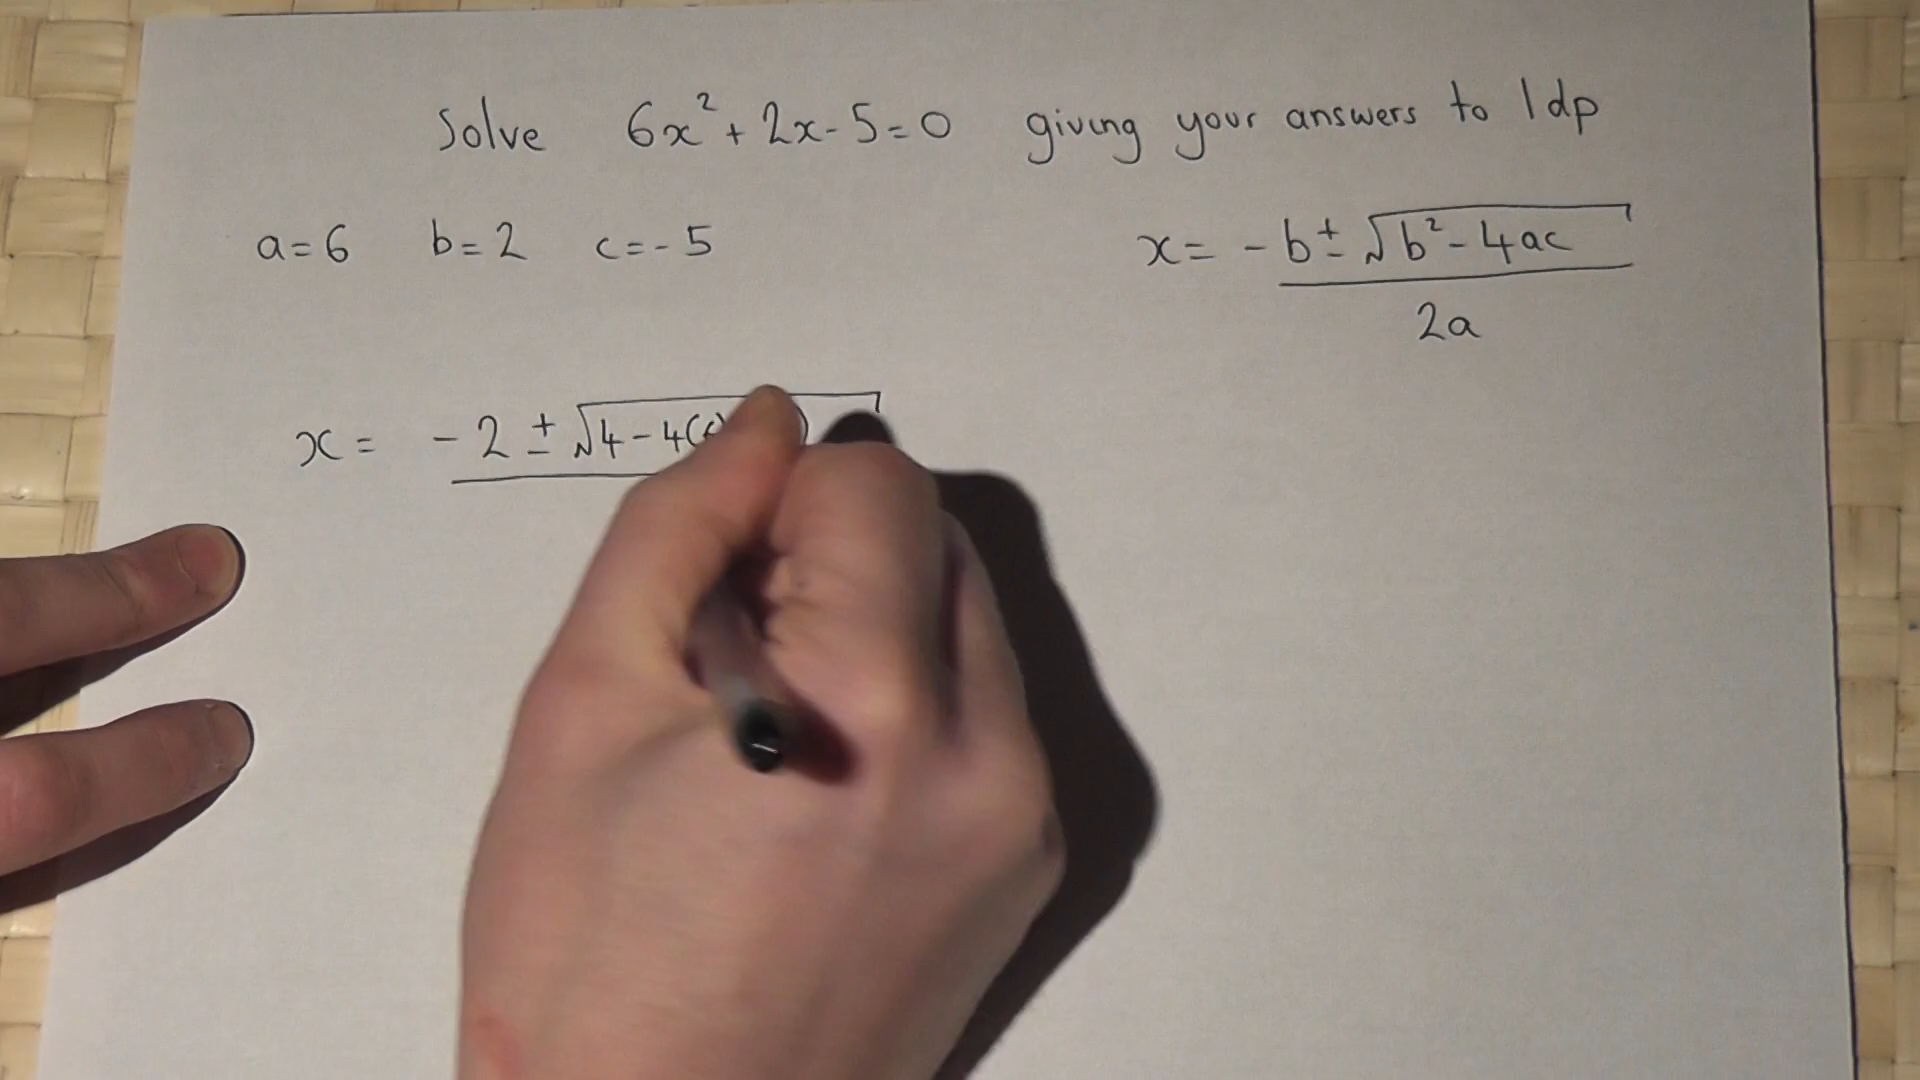 Solve 6x² + 2x - 5 = 0 giving your answers to 1dp
a = 6 b = 2 c = -5
x = -b ± √b² - 4ac
2a
x = -2 ± √4 - 4(